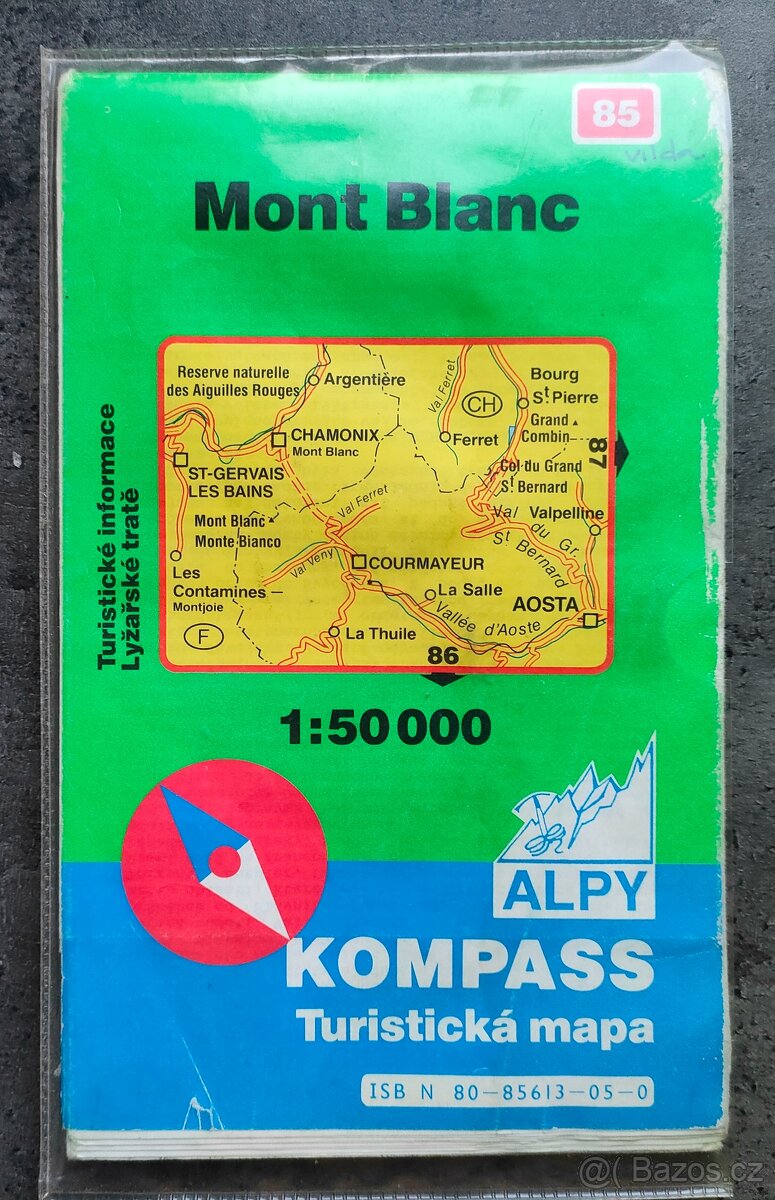 85
vilda
Mont Blanc
Reserve naturelle
des Aiguilles Rouges
Argentière
Val Ferret
CH
Bourg
St Pierre
Grand
Combin
Ferret
87
CHAMONIX
Mont Blanc
Col du Grand
St Bernard
ST-GERVAIS
LES BAINS
Val Ferret
Val du Gr.
St Bernard
Valpelline
Mont Blanc
Monte Bianco
Val Veny
COURMAYEUR
Les
Contamines –
Montjoie
La Salle
AOSTA
Vallée d'Aoste
F
La Thuile
86
Turistické informace
Lyžařské tratě
1:50 000
ALPY
KOMPASS
Turistická mapa
ISB N 80–85613–05–0
@( Bazos.cz